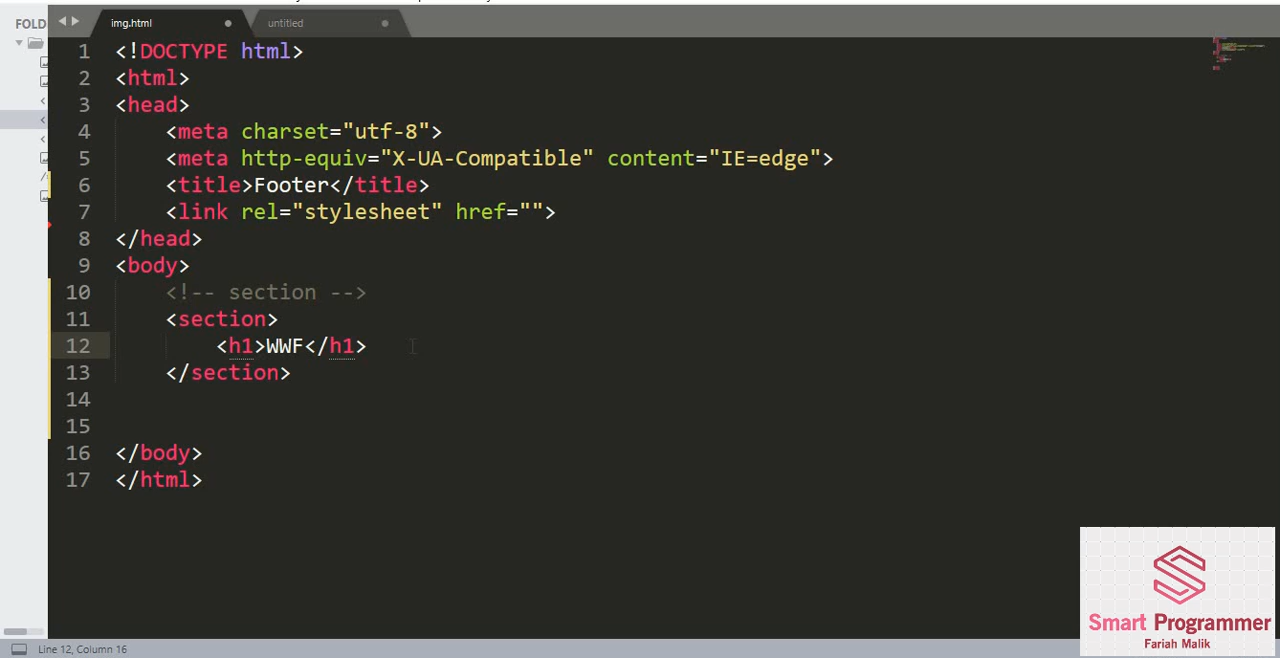 FOLD
img.html
untitled
1 <!DOCTYPE html>
2 <html>
3 <head>
4 <meta charset="utf-8">
5 <meta http-equiv="X-UA-Compatible" content="IE=edge">
6 <title>Footer</title>
7 <link rel="stylesheet" href="">
8 </head>
9 <body>
10 <!-- section -->
11 <section>
12 <h1>WWF</h1>
13 </section>
14
15
16 </body>
17 </html>
Line 12, Column 16
Smart Programmer
Fariah Malik